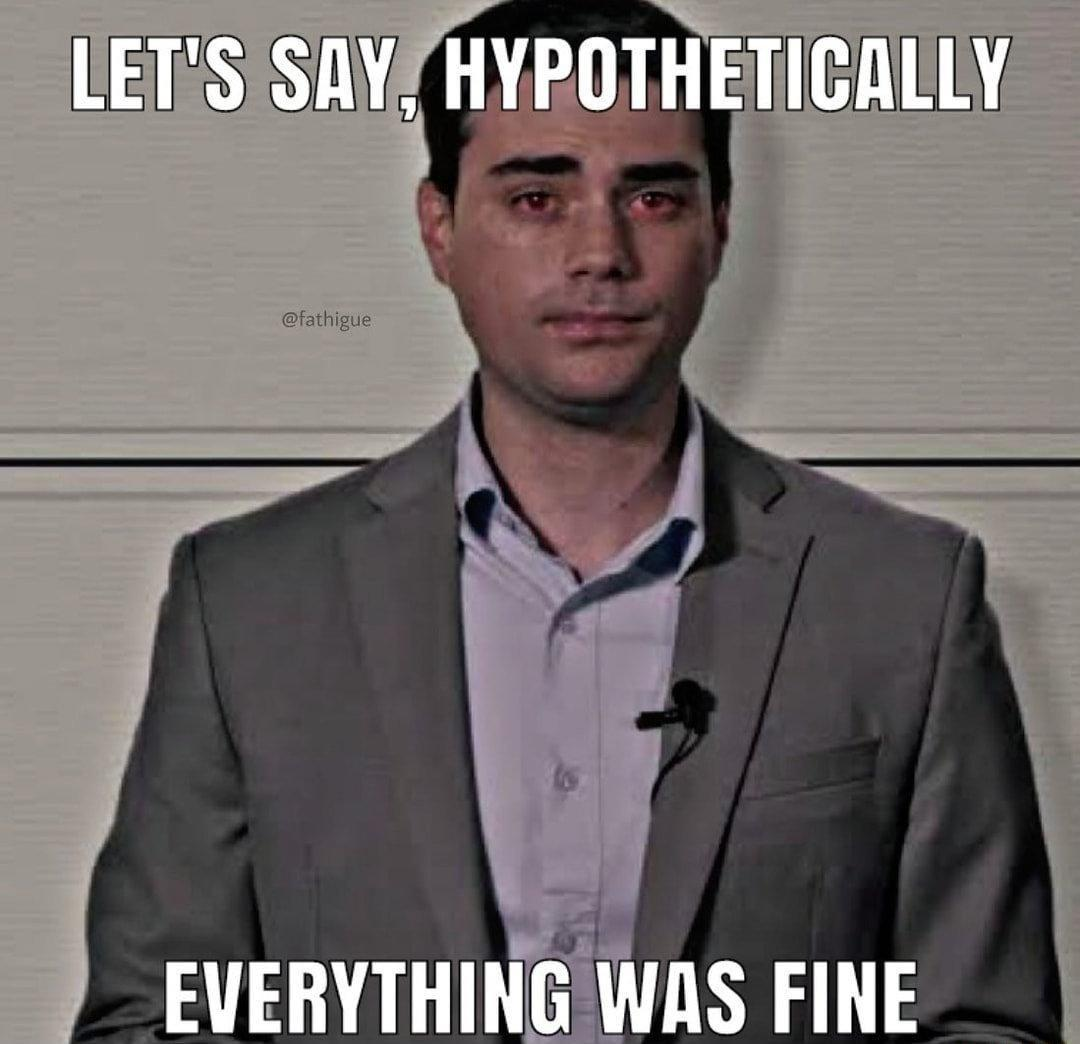 LET'S SAY, HYPOTHETICALLY
@fathigue
EVERYTHING WAS FINE